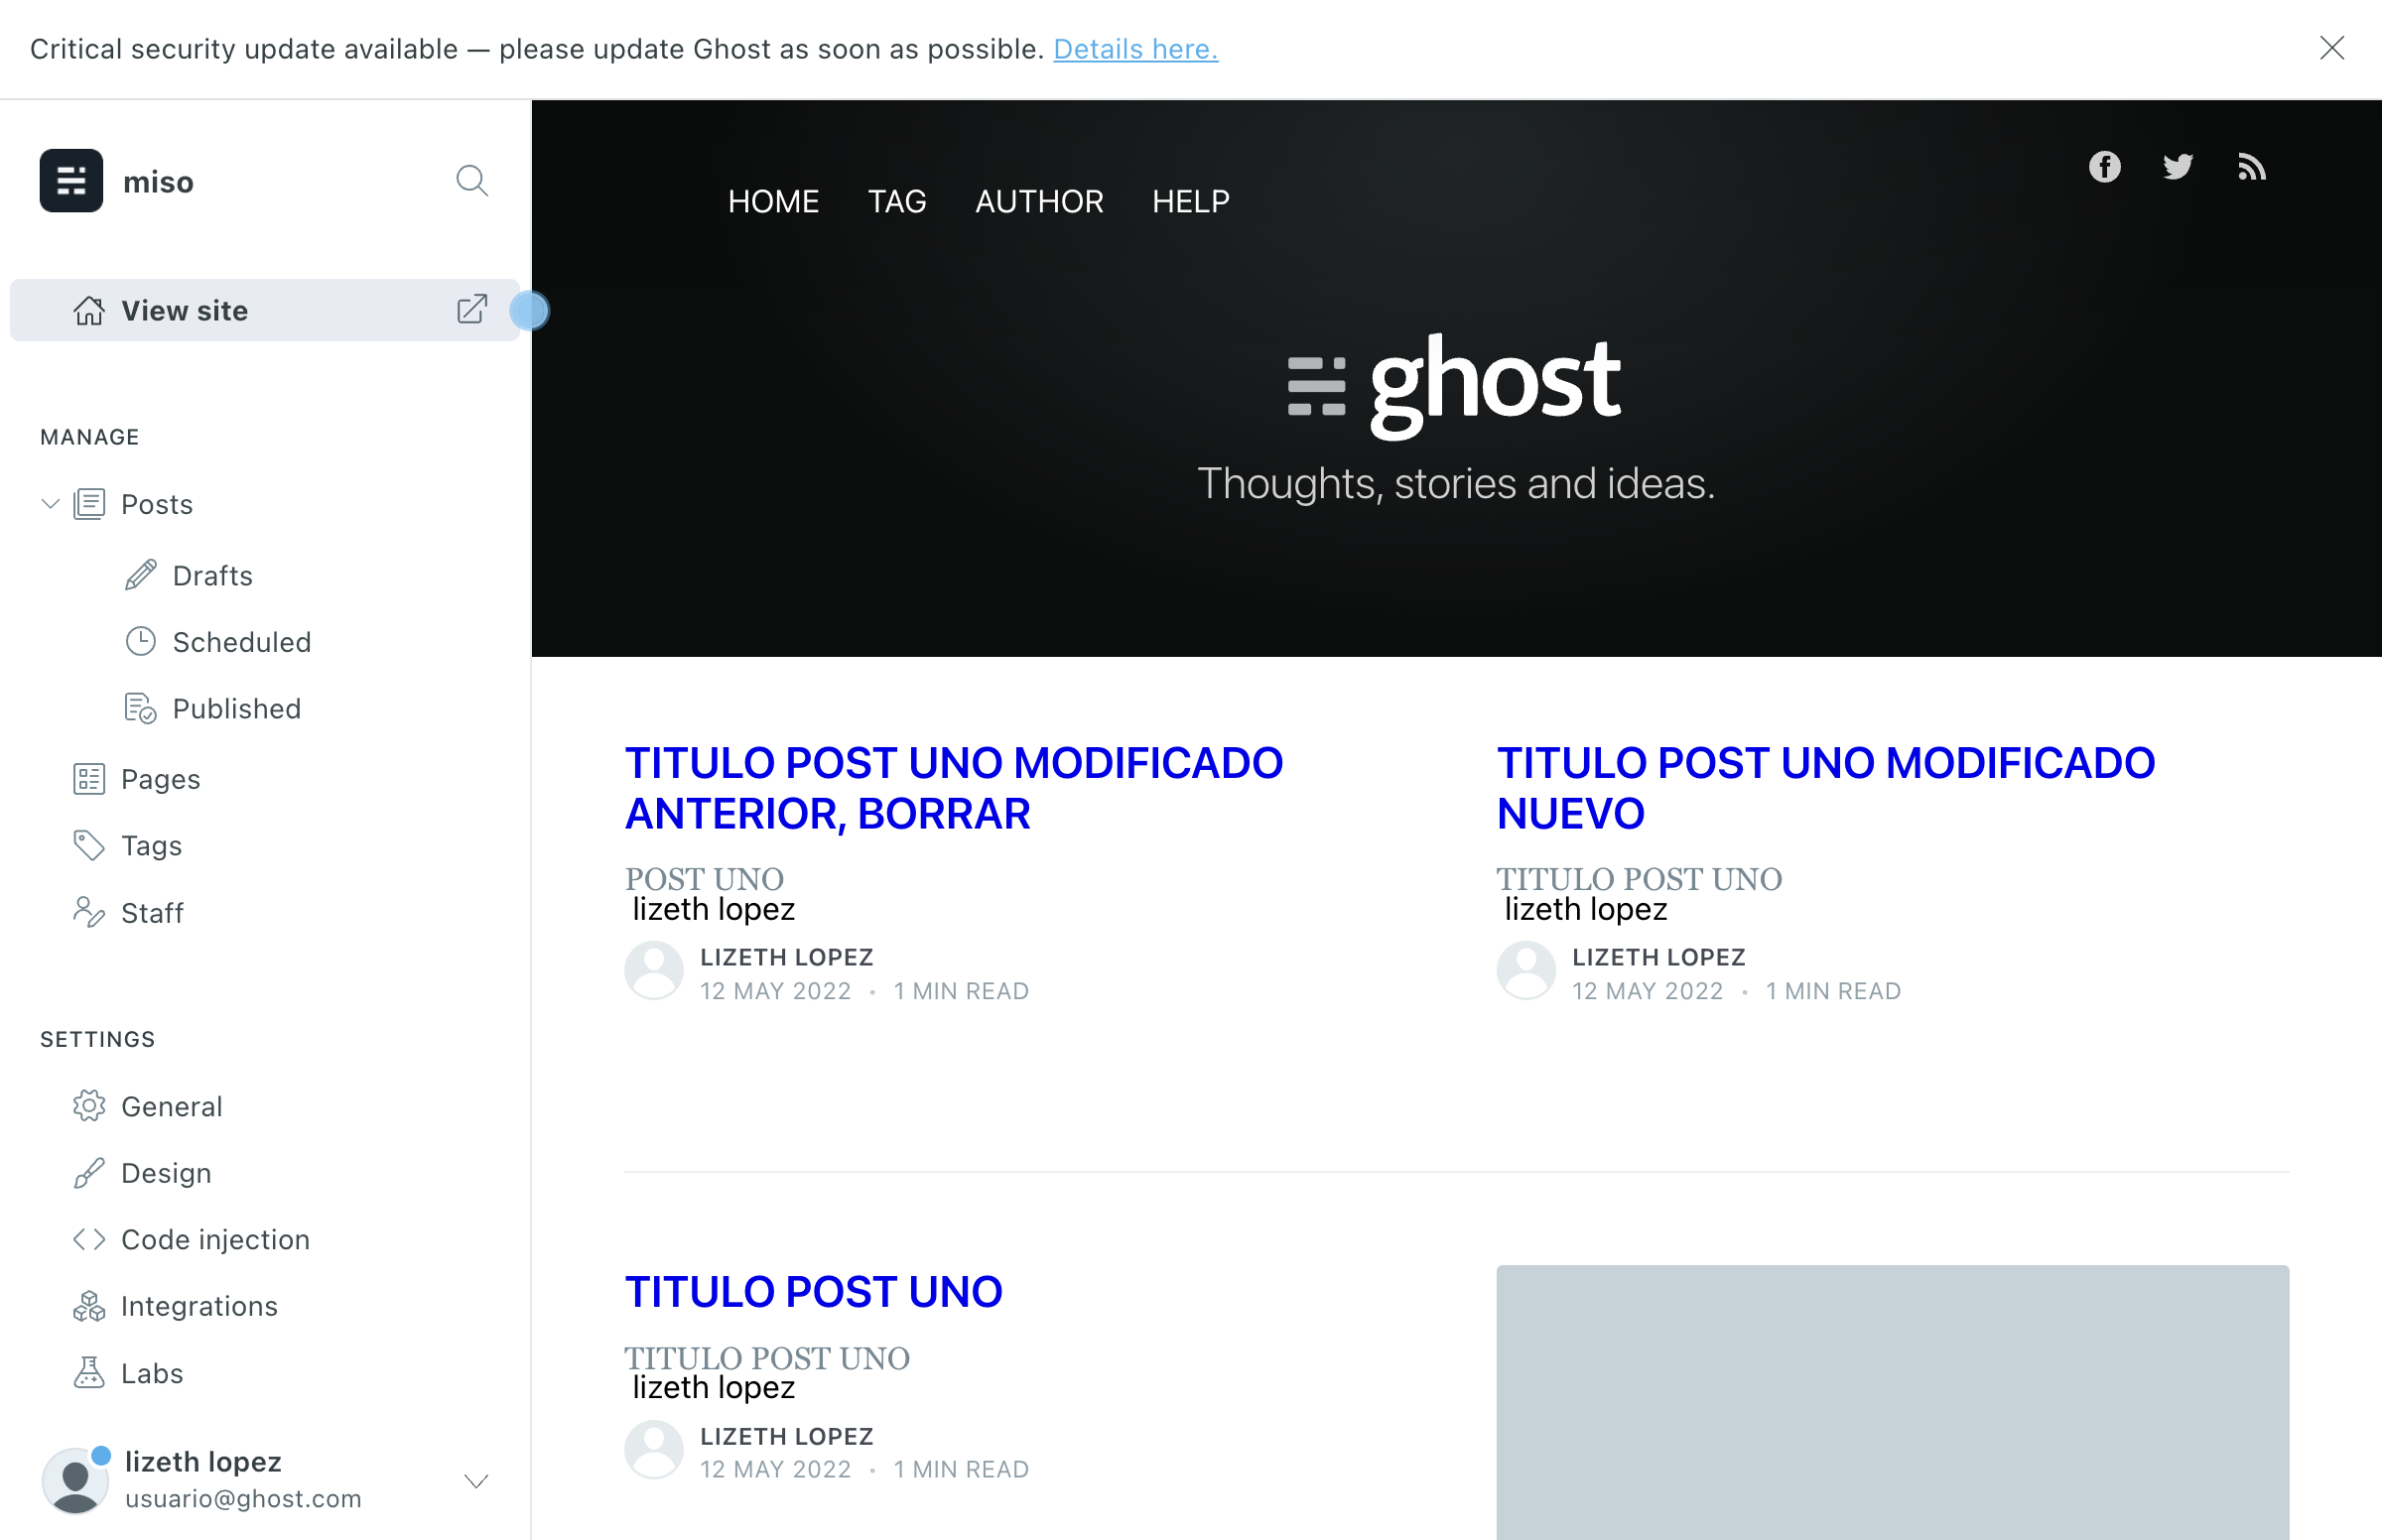 Critical security update available — please update Ghost as soon as possible. Details here.
miso
View site
MANAGE
Posts
Drafts
Scheduled
Published
Pages
Tags
Staff
SETTINGS
General
Design
Code injection
Integrations
Labs
lizeth lopez
usuario@ghost.com
HOME TAG AUTHOR HELP
ghost
Thoughts, stories and ideas.
TITULO POST UNO MODIFICADO
ANTERIOR, BORRAR
POST UNO
lizeth lopez
LIZETH LOPEZ
12 MAY 2022 • 1 MIN READ
TITULO POST UNO MODIFICADO
NUEVO
TITULO POST UNO
lizeth lopez
LIZETH LOPEZ
12 MAY 2022 • 1 MIN READ
TITULO POST UNO
TITULO POST UNO
lizeth lopez
LIZETH LOPEZ
12 MAY 2022 • 1 MIN READ